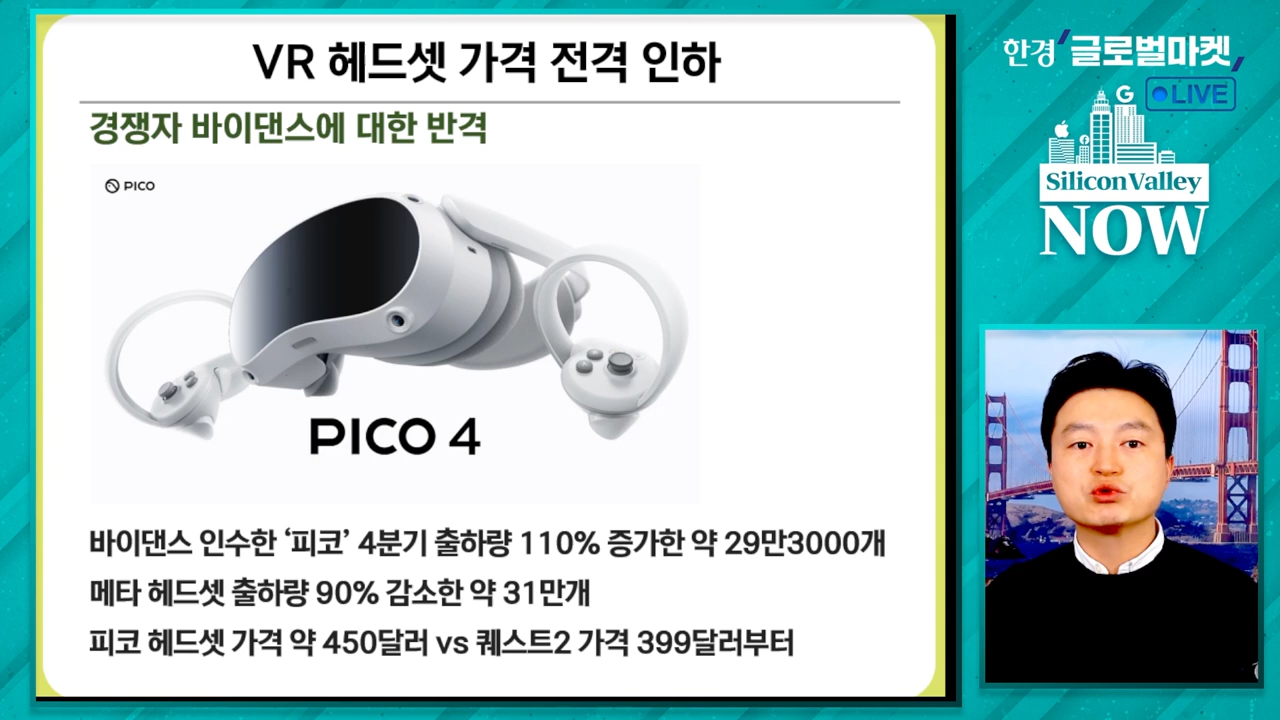 VR 헤드셋 가격 전격 인하
경쟁자 바이댄스에 대한 반격
PICO
PICO 4
바이댄스 인수한 ‘피코’ 4분기 출하량 110% 증가한 약 29만3000개
메타 헤드셋 출하량 90% 감소한 약 31만개
피코 헤드셋 가격 약 450달러 vs 퀘스트2 가격 399달러부터
한경 ‘글로벌마켓’
LIVE
G
Silicon Valley
NOW